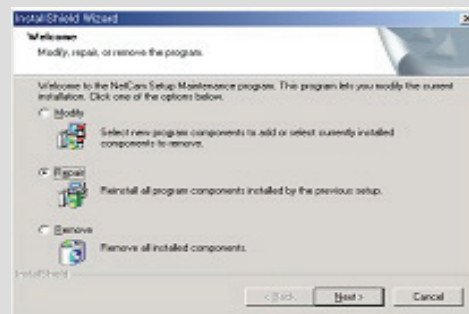 InstallShield Wizard
Welcome
Modify, repair, or remove the program.
Welcome to the NetCam Setup Maintenance program. This program lets you modify the current
installation. Click one of the options below.
Modify
Select new program components to add or select currently installed
components to remove.
Repair
Reinstall all program components installed by the previous setup.
Remove
Remove all installed components.
InstallShield
< Back
Next >
Cancel